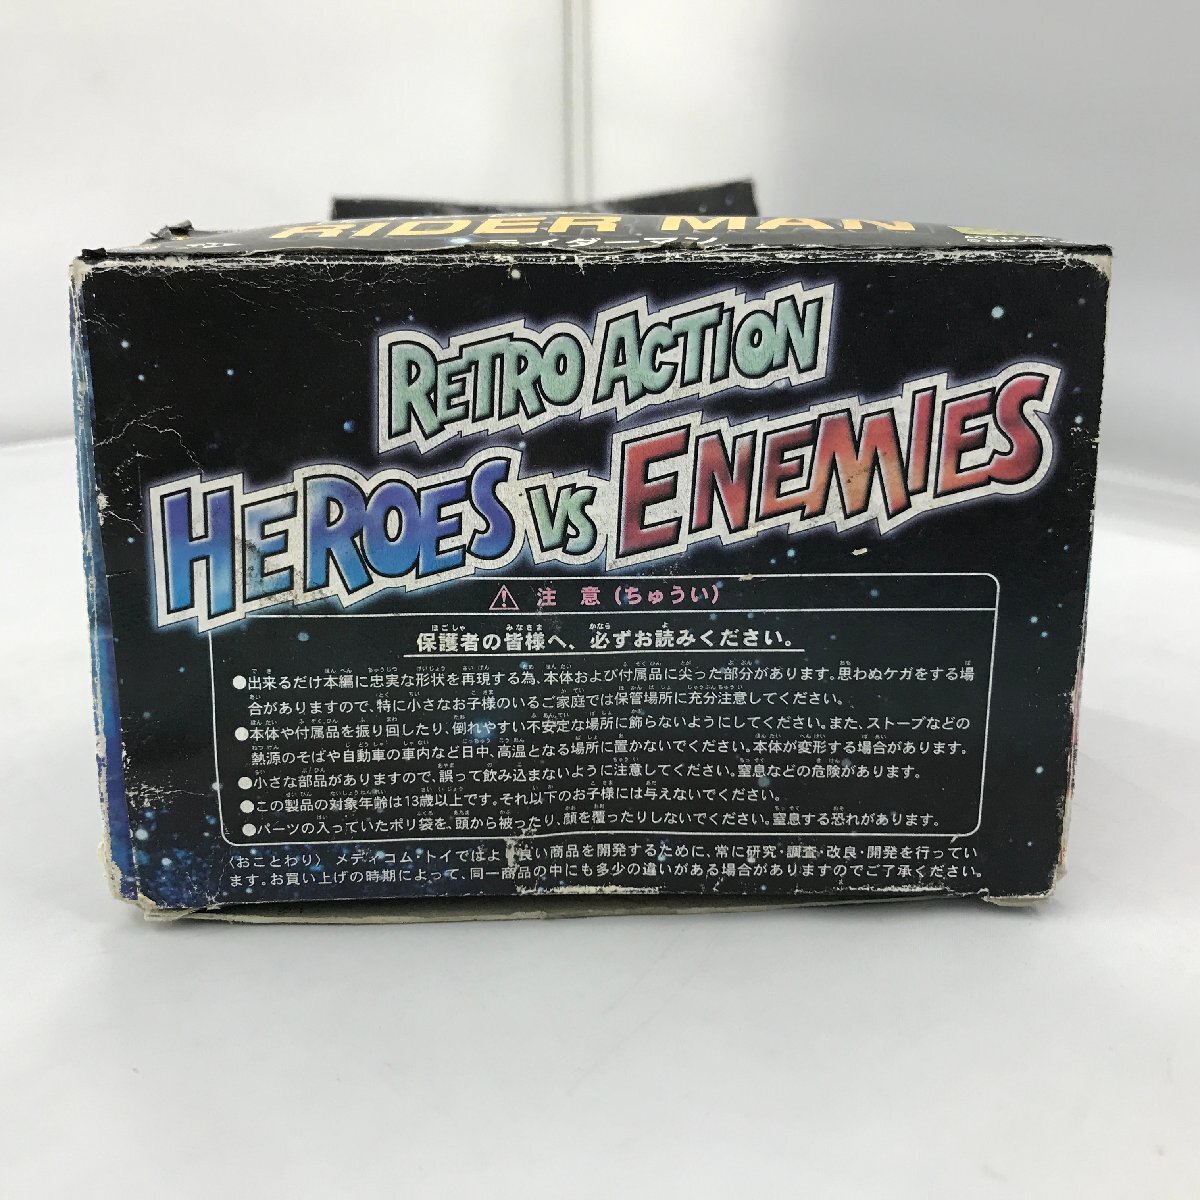 RIDER MAN
ライダーマン
RETRO ACTION
HEROES VS ENEMIES
⚠ 注 意 (ちゅうい)
保護者の皆様へ、必ずお読みください。
●出来るだけ本編に忠実な形状を再現する為、本体および付属品に尖った部分があります。思わぬケガをする場
合がありますので、特に小さなお子様のいるご家庭では保管場所に充分注意してください。
●本体や付属品を振り回したり、倒れやすい不安定な場所に飾らないようにしてください。また、ストーブなどの
熱源のそばや自動車の車内など日中、高温となる場所に置かないでください。本体が変形する場合があります。
●小さな部品がありますので、誤って飲み込まないように注意してください。窒息などの危険があります。
●この製品の対象年齢は13歳以上です。それ以下のお子様には与えないでください。
●パーツの入っていたポリ袋を、頭から被ったり、顔を覆ったりしないでください。窒息する恐れがあります。
〈おことわり〉メディコム・トイではより良い商品を開発するために、常に研究・調査・改良・開発を行ってい
ます。お買い上げの時期によって、同一商品の中にも多少の違いがある場合がありますのでご了承ください。